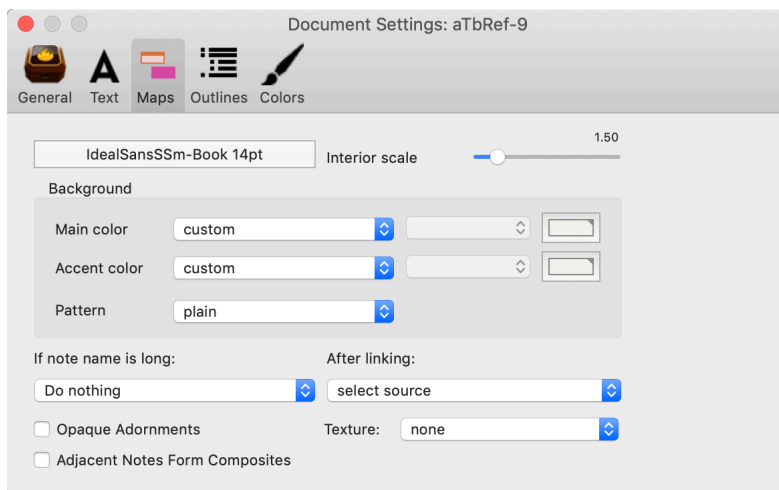 Document Settings: aTbRef-9
General Text Maps Outlines Colors
1.50
IdealSansSSm-Book 14pt Interior scale
Background
Main color custom
Accent color custom
Pattern plain
If note name is long: After linking:
Do nothing select source
Opaque Adornments Texture: none
Adjacent Notes Form Composites